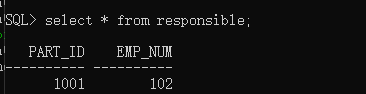 SQL> select * from responsible;
PART_ID EMP_NUM
---------- ----------
1001 102